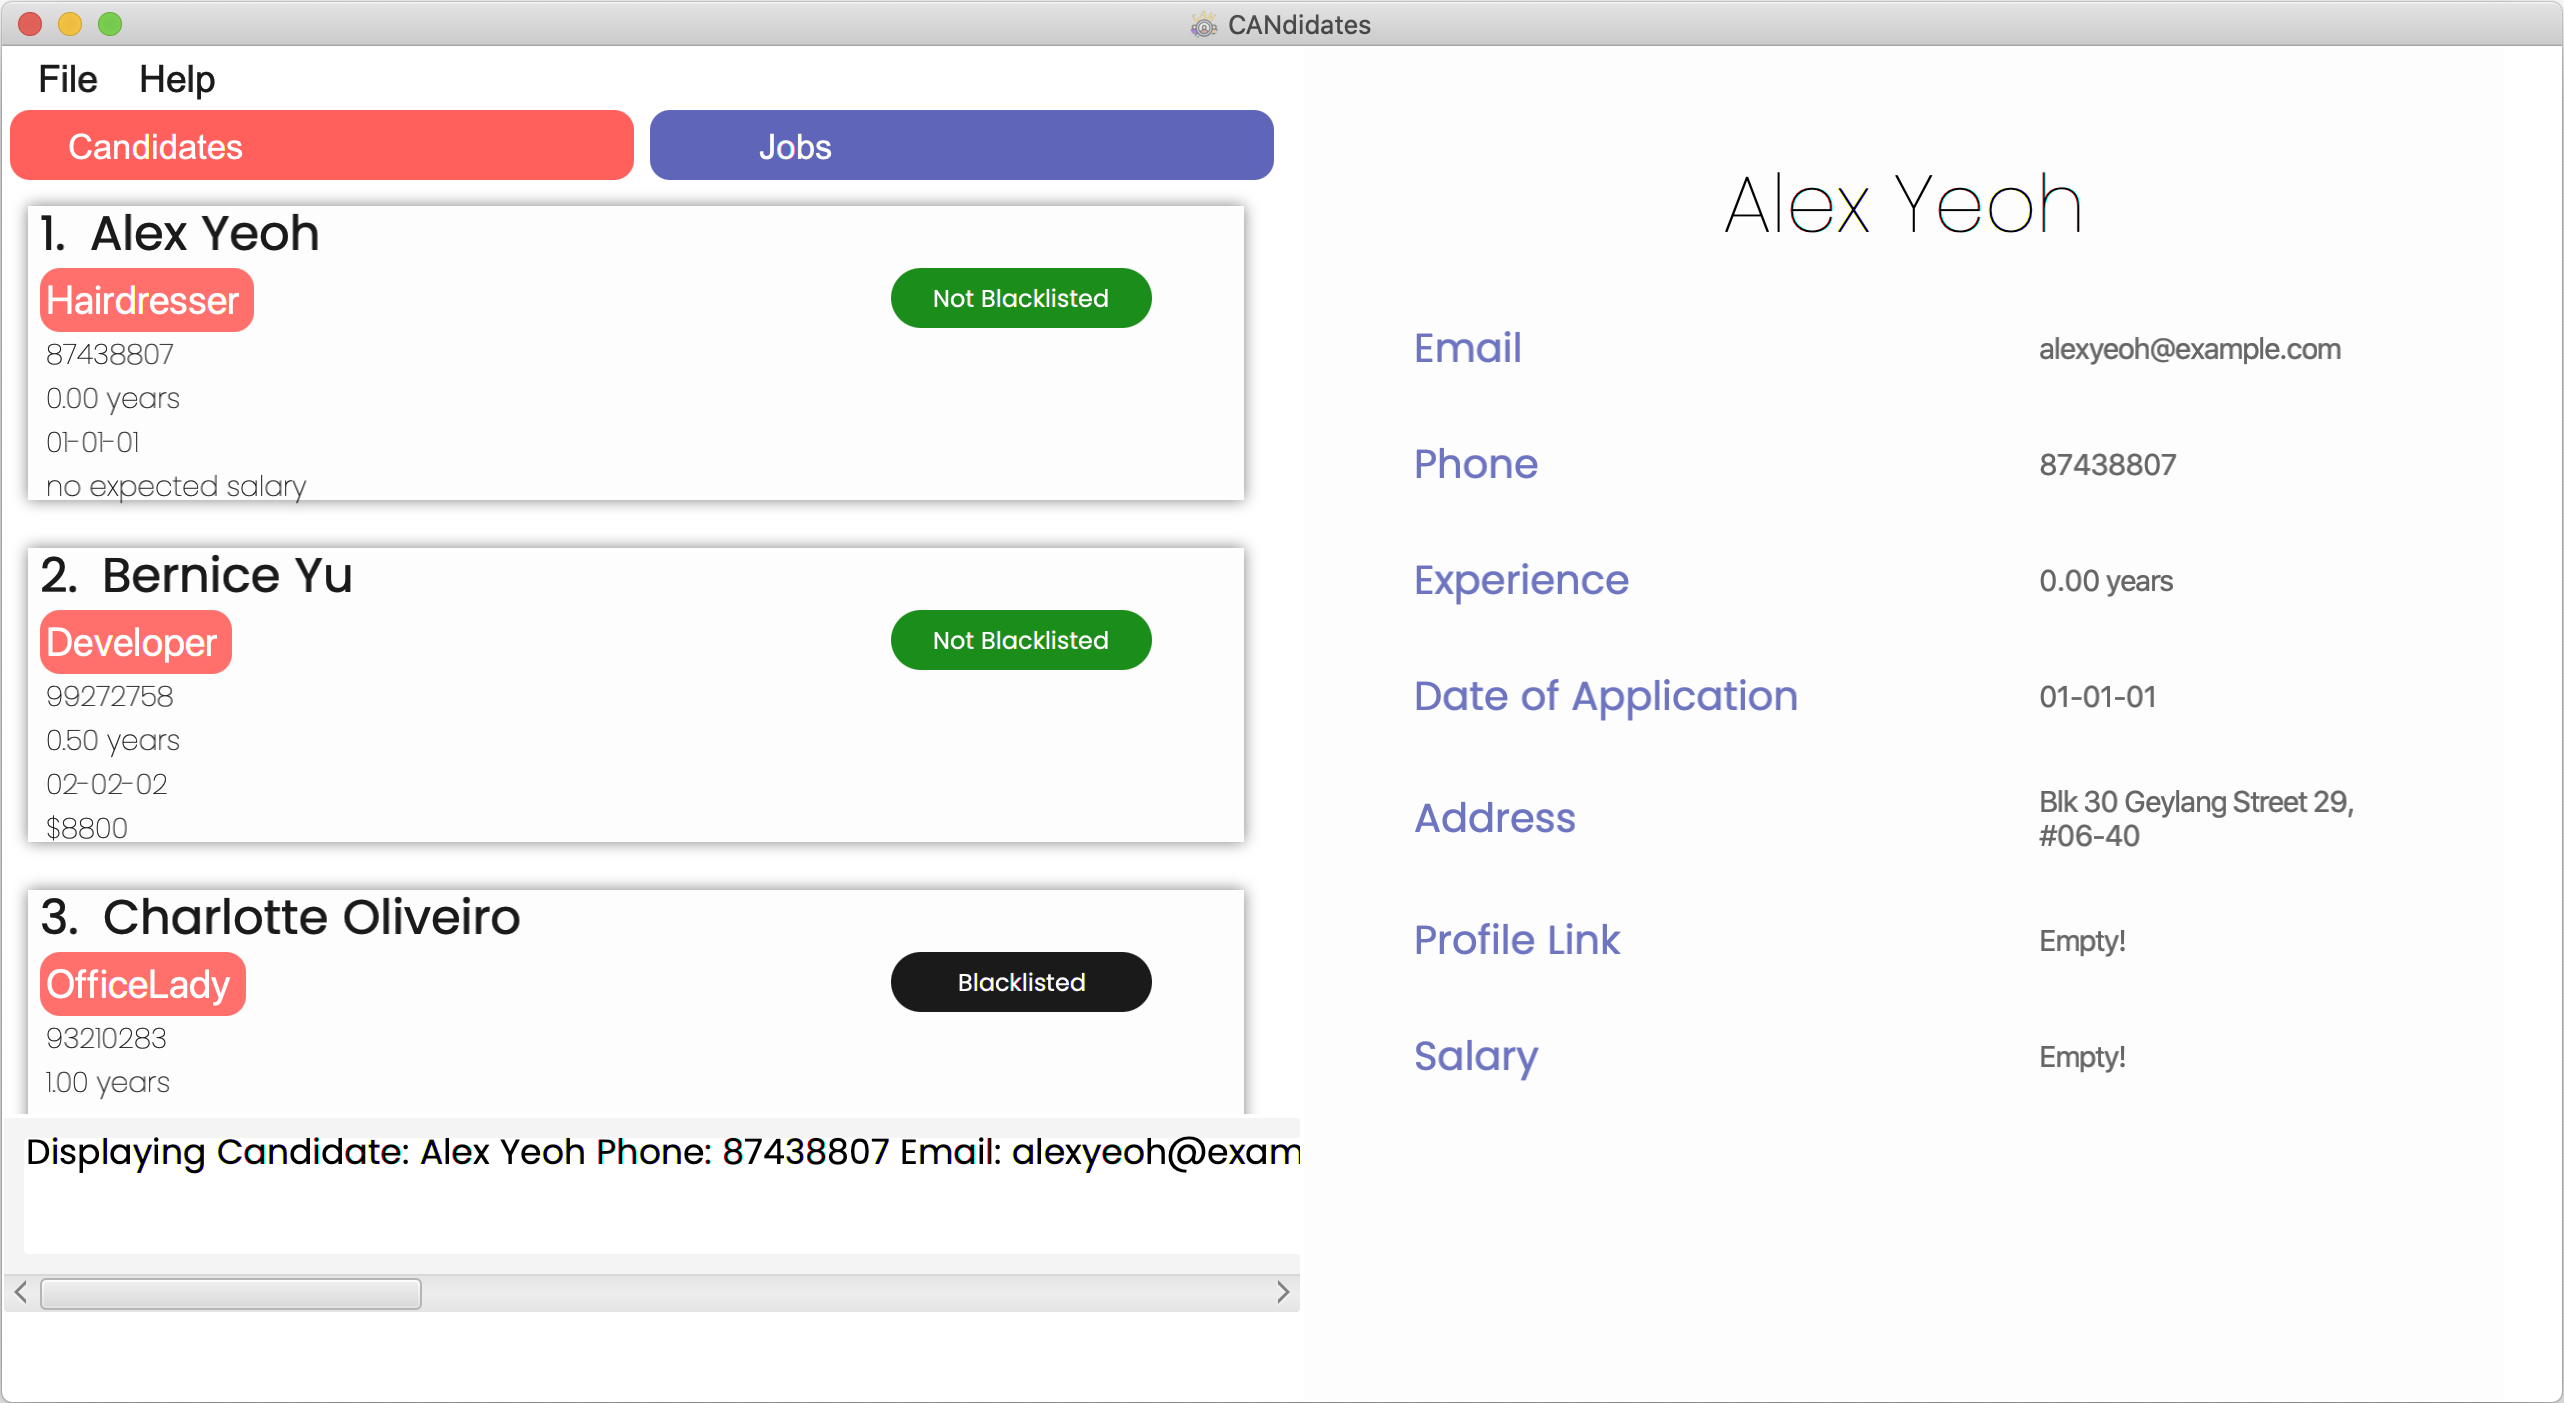 CANdidates
File Help
Candidates
Jobs
1. Alex Yeoh
Hairdresser
Not Blacklisted
87438807
0.00 years
01-01-01
no expected salary
2. Bernice Yu
Developer
Not Blacklisted
99272758
0.50 years
02-02-02
$8800
3. Charlotte Oliveiro
OfficeLady
Blacklisted
93210283
1.00 years
Displaying Candidate: Alex Yeoh Phone: 87438807 Email: alexyeoh@exam
Alex Yeoh
Email
alexyeoh@example.com
Phone
87438807
Experience
0.00 years
Date of Application
01-01-01
Address
Blk 30 Geylang Street 29,
#06-40
Profile Link
Empty!
Salary
Empty!